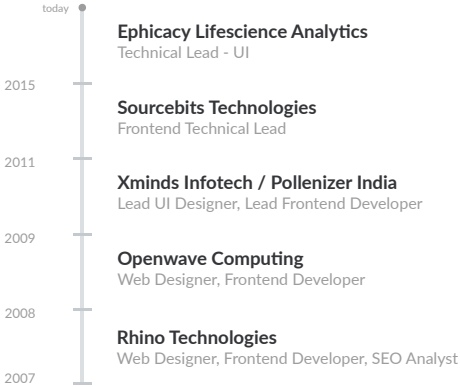 today
Ephicacy Lifescience Analytics
Technical Lead - UI
2015
Sourcebits Technologies
Frontend Technical Lead
2011
Xminds Infotech / Pollenizer India
Lead UI Designer, Lead Frontend Developer
2009
Openwave Computing
Web Designer, Frontend Developer
2008
Rhino Technologies
Web Designer, Frontend Developer, SEO Analyst
2007